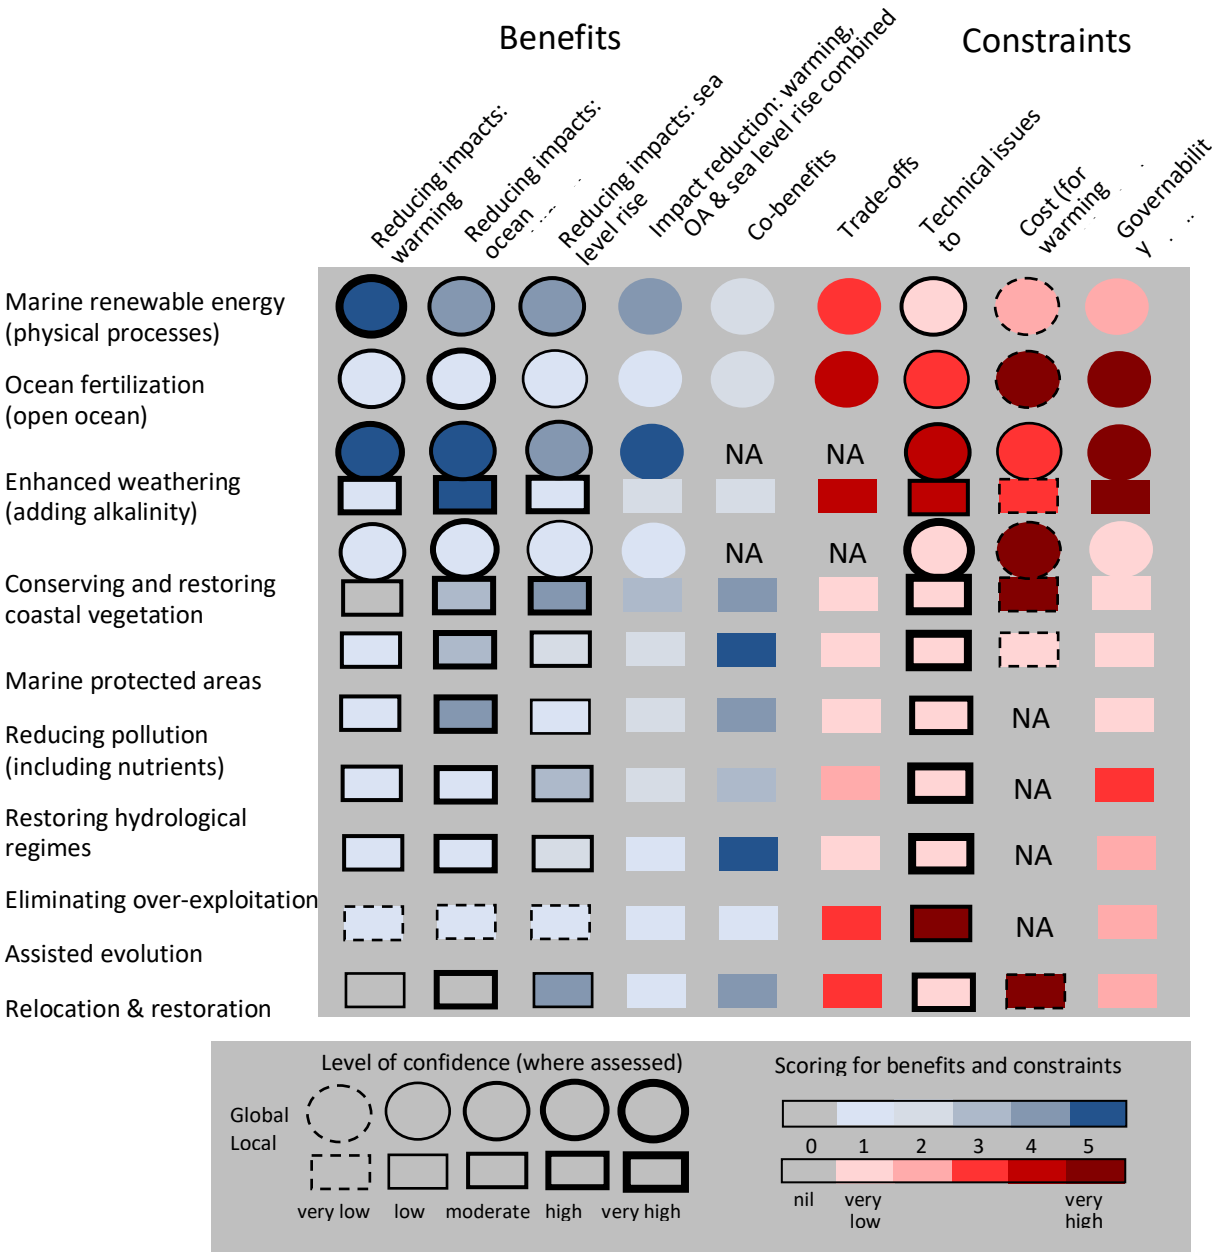 Benefits
Constraints
Reducing impacts:
warming
Reducing impacts:
ocean
Reducing impacts: sea
level rise
Impact reduction: warming,
OA & sea level rise combined
Co-benefits
Trade-offs
Technical issues
to
Cost (for
warming
Governabilit
y
Marine renewable energy
(physical processes)
Ocean fertilization
(open ocean)
NA NA
Enhanced weathering
(adding alkalinity)
NA NA
Conserving and restoring
coastal vegetation
Marine protected areas
NA
Reducing pollution
(including nutrients)
NA
Restoring hydrological
regimes
NA
Eliminating over-exploitation
NA
Assisted evolution
Relocation & restoration
Level of confidence (where assessed)
Global
Local
very low low moderate high very high
Scoring for benefits and constraints
0 1 2 3 4 5
nil very low very high